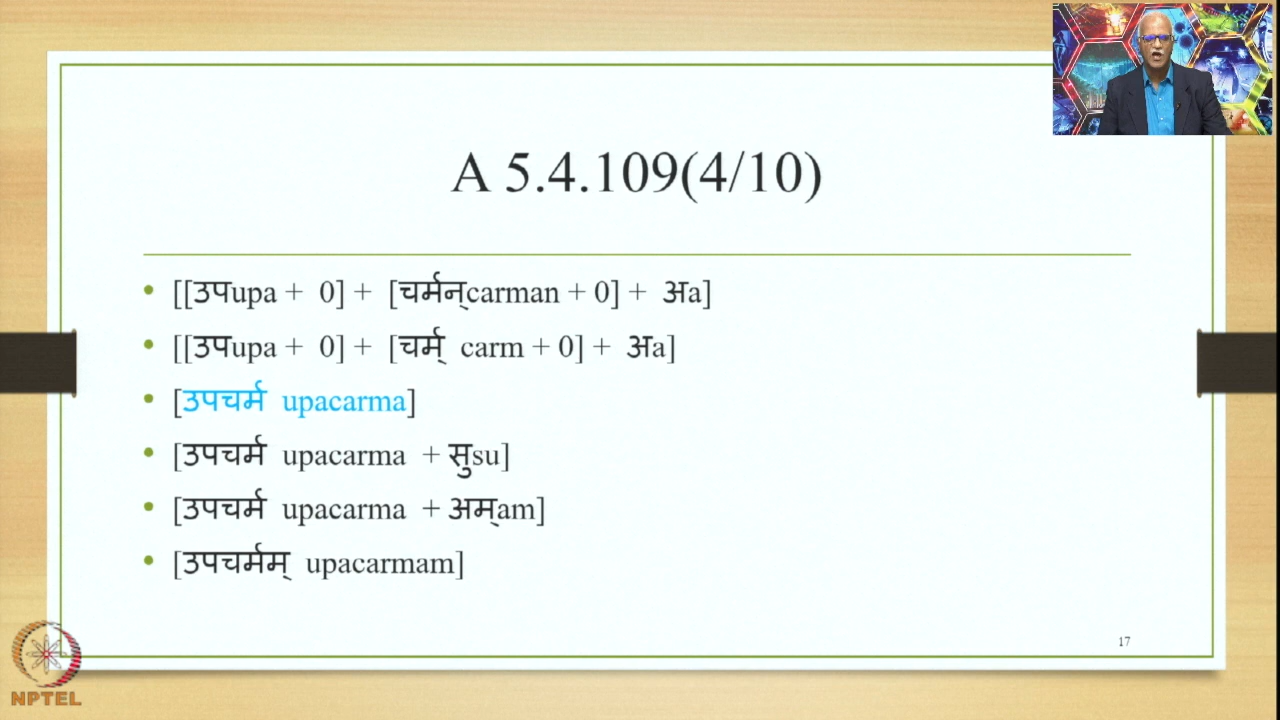 A 5.4.109(4/10)
• [[उपupa + 0] + [चर्मन्carman + 0] + अa]
• [[उपupa + 0] + [चर्म् carm + 0] + अa]
• [उपचर्म upacarma]
• [उपचर्म upacarma + सुsu]
• [उपचर्म upacarma + अम्am]
• [उपचर्मम् upacarmam]
17
NPTEL